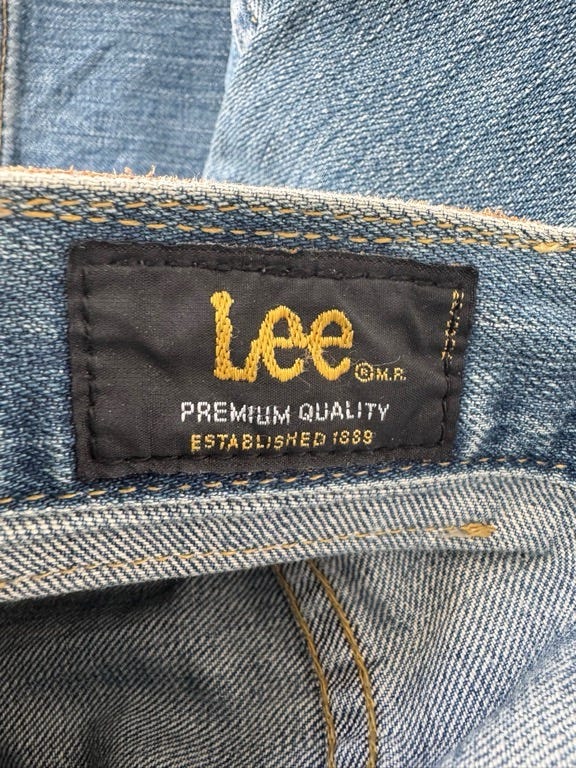 Lee ® M.R.
PREMIUM QUALITY
ESTABLISHED 1889